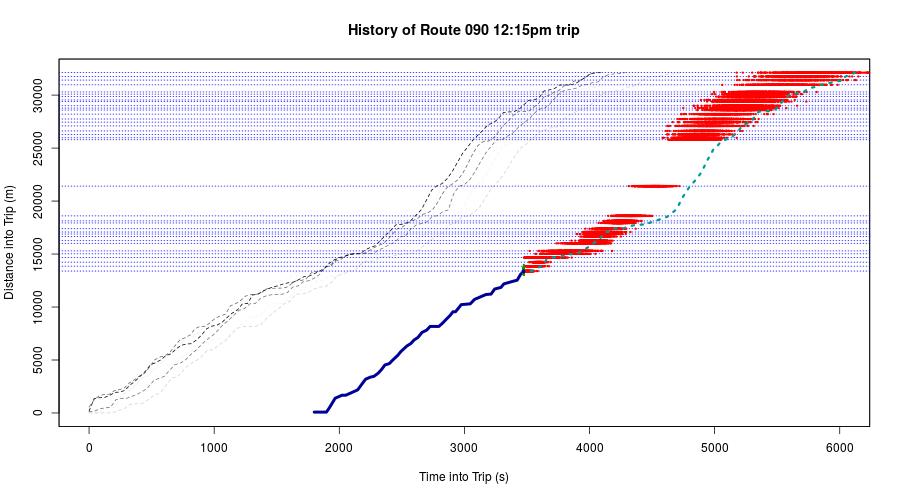 History of Route 090 12:15pm trip
Distance into Trip (m)
30000
25000
20000
15000
10000
5000
0
0 1000 2000 3000 4000 5000 6000
Time into Trip (s)